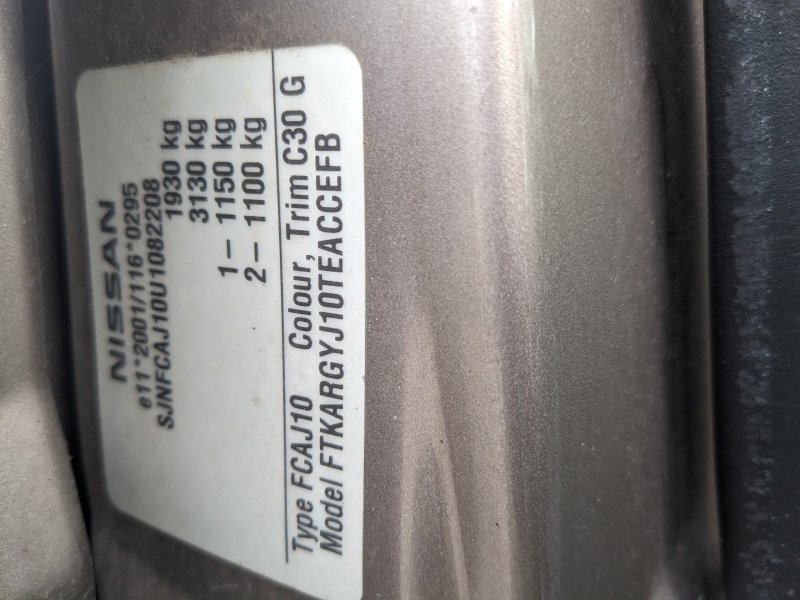 NISSAN
e11*2001/116*0295
SJNFCAJ10U1082208
1930 kg
3130 kg
1 – 1150 kg
2 – 1100 kg
Type FCAJ10 Colour, Trim C30 G
Model FTKARGYJ10TEACCEFB